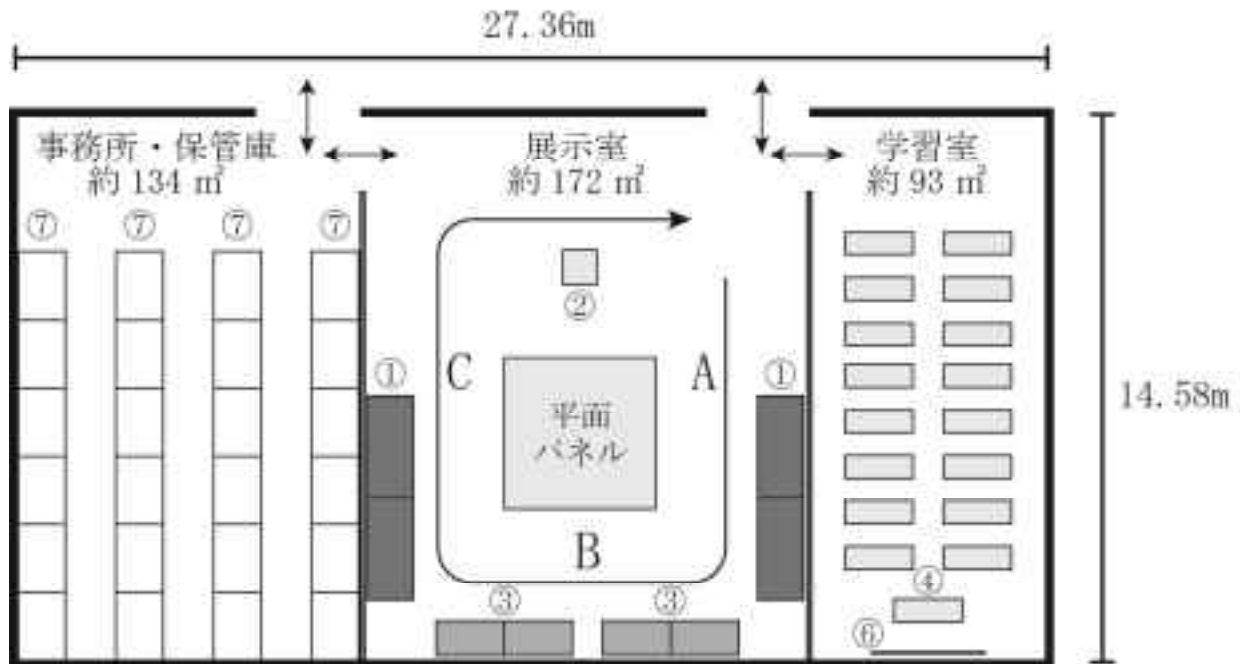 27.36m
事務所・保管庫
約 134 ㎡
展示室
約 172 ㎡
学習室
約 93 ㎡
⑦ ⑦ ⑦ ⑦
②
① C A ①
平面
パネル
14.58m
B
③ ③
④
⑥